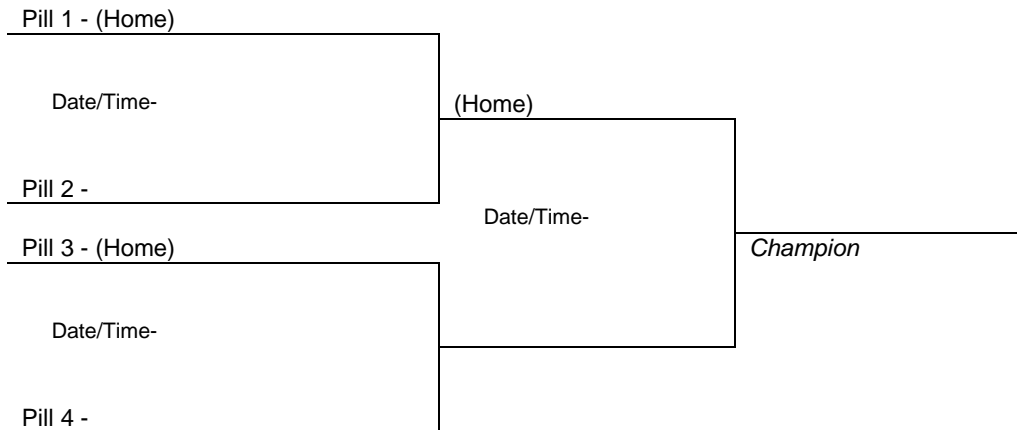 Pill 1 - (Home)
Date/Time-
(Home)
Pill 2 -
Date/Time-
Pill 3 - (Home)
Champion
Date/Time-
Pill 4 -